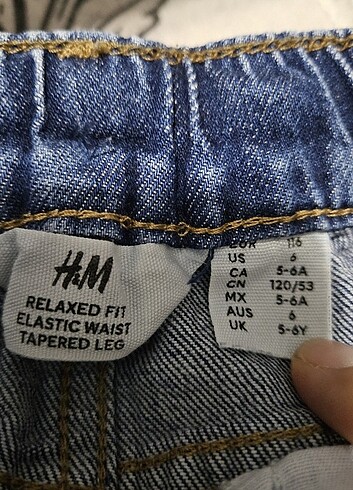 H&M
RELAXED FIT
ELASTIC WAIST
TAPERED LEG
EUR 116
US 6
CA 5-6A
CN 120/53
MX 5-6A
AUS 6
UK 5-6Y